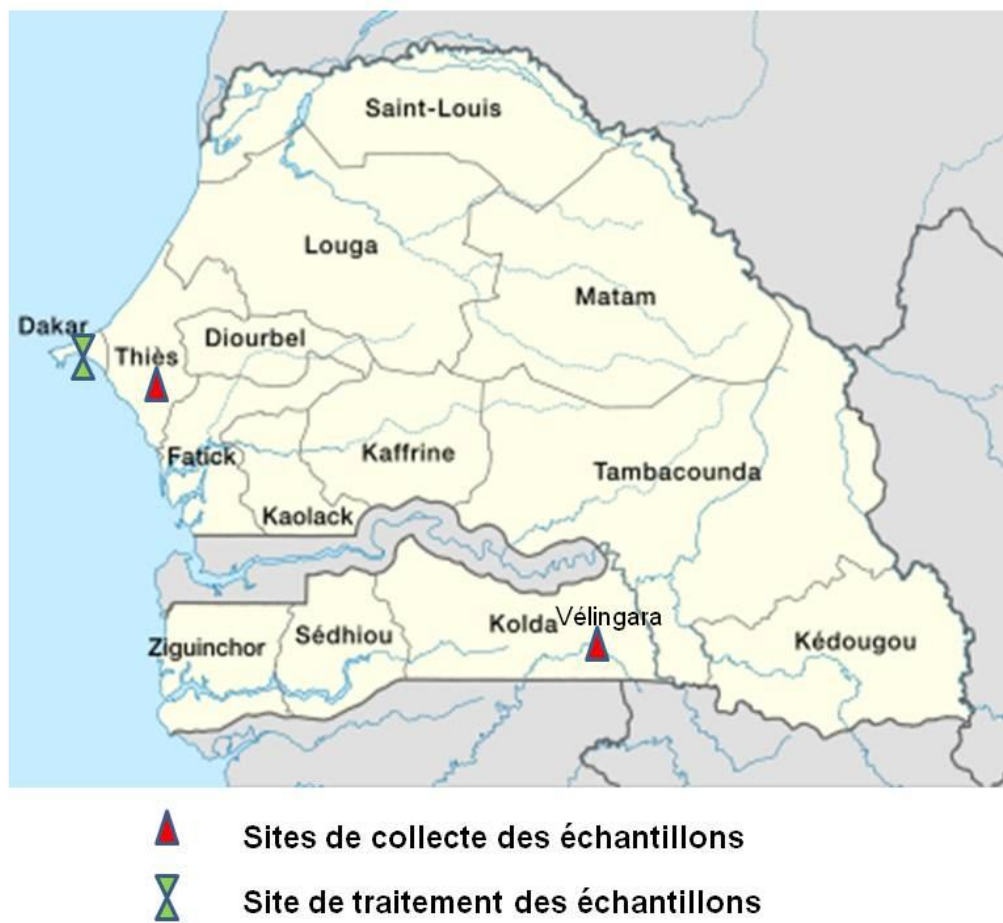 Saint-Louis
Louga
Matam
Dakar
Thiès
Diourbel
Fatick
Kaffrine
Tambacounda
Kaolack
Vélingara
Kolda
Sédhiou
Ziguinchor
Kédougou
Sites de collecte des échantillons
Site de traitement des échantillons